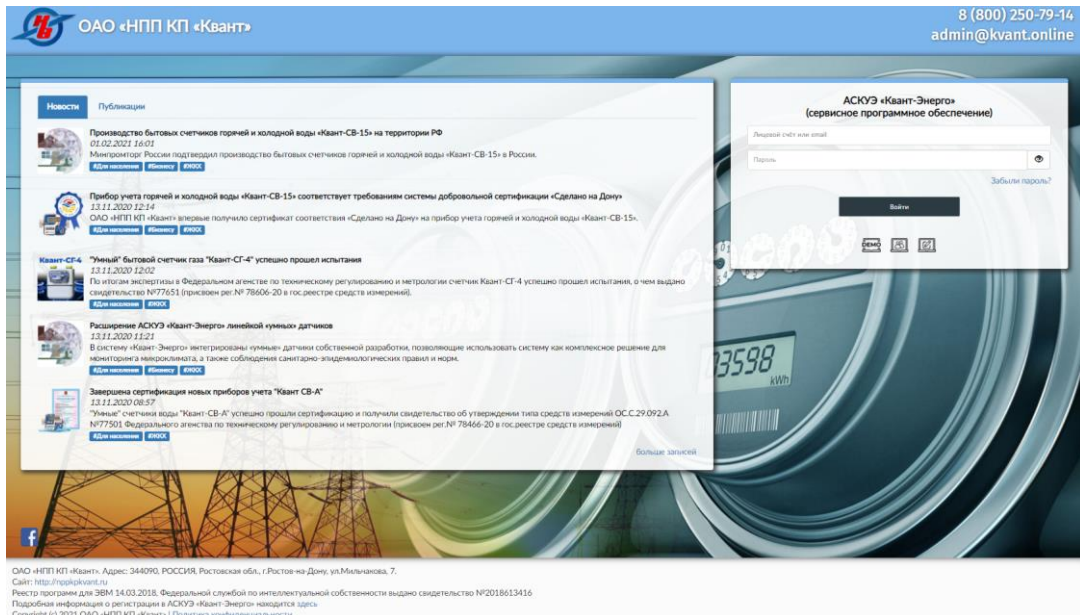 ОАО «НПП КП «Квант»
8 (800) 250-79-14
admin@kvant.online
Новости
Публикации
Производство бытовых счетчиков горячей и холодной воды «Квант-СВ-15» на территории РФ
01.02.2021 16:01
Минпромторг России подтвердил производство бытовых счетчиков горячей и холодной воды «Квант-СВ-15» в России.
#Для населения #Бизнесу #ЖКХ
Прибор учета горячей и холодной воды «Квант-СВ-15» соответствует требованиям системы добровольной сертификации «Сделано на Дону»
13.11.2020 12:14
ОАО «НПП КП «Квант» впервые получило сертификат соответствия «Сделано на Дону» на прибор учета горячей и холодной воды «Квант-СВ-15».
#Для населения #Бизнесу #ЖКХ
Квант-СГ-4
"Умный" бытовой счетчик газа "Квант-СГ-4" успешно прошел испытания
13.11.2020 12:02
По итогам экспертизы в Федеральном агентстве по техническому регулированию и метрологии счетчик Квант-СГ-4 успешно прошел испытания, о чем выдано
свидетельство №77651 (присвоен рег.№ 78606-20 в гос.реестре средств измерений).
#Для населения #ЖКХ
Расширение АСКУЭ «Квант-Энерго» линейкой «умных» датчиков
13.11.2020 11:21
В систему «Квант-Энерго» интегрированы «умные» датчики собственной разработки, позволяющие использовать систему как комплексное решение для
мониторинга микроклимата, а также соблюдения санитарно-эпидемиологических правил и норм.
#Для населения #Бизнесу #ЖКХ
Завершена сертификация новых приборов учета "Квант СВ-А"
13.11.2020 08:57
"Умные" счетчики воды "Квант-СВ-А" успешно прошли сертификацию и получили свидетельство об утверждении типа средств измерений ОС.С.29.092.А
№77501 Федерального агенства по техническому регулированию и метрологии (присвоен рег.№ 78466-20 в гос.реестре средств измерений)
#Для населения #ЖКХ
больше записей
АСКУЭ «Квант-Энерго»
(сервисное программное обеспечение)
Лицевой счёт или email
Пароль
Забыли пароль?
Войти
DEMO
03598
kWh
ОАО «НПП КП «Квант». Адрес: 344090, РОССИЯ, Ростовская обл., г.Ростов-на-Дону, ул.Мильчакова, 7.
Сайт: http://nppkpkvant.ru
Реестр программ для ЭВМ 14.03.2018, Федеральной службой по интеллектуальной собственности выдано свидетельство №2018613416
Подробная информация о регистрации в АСКУЭ «Квант-Энерго» находится здесь
Copyright (c) 2021 ОАО «НПП КП «Квант» | Политика конфиденциальности